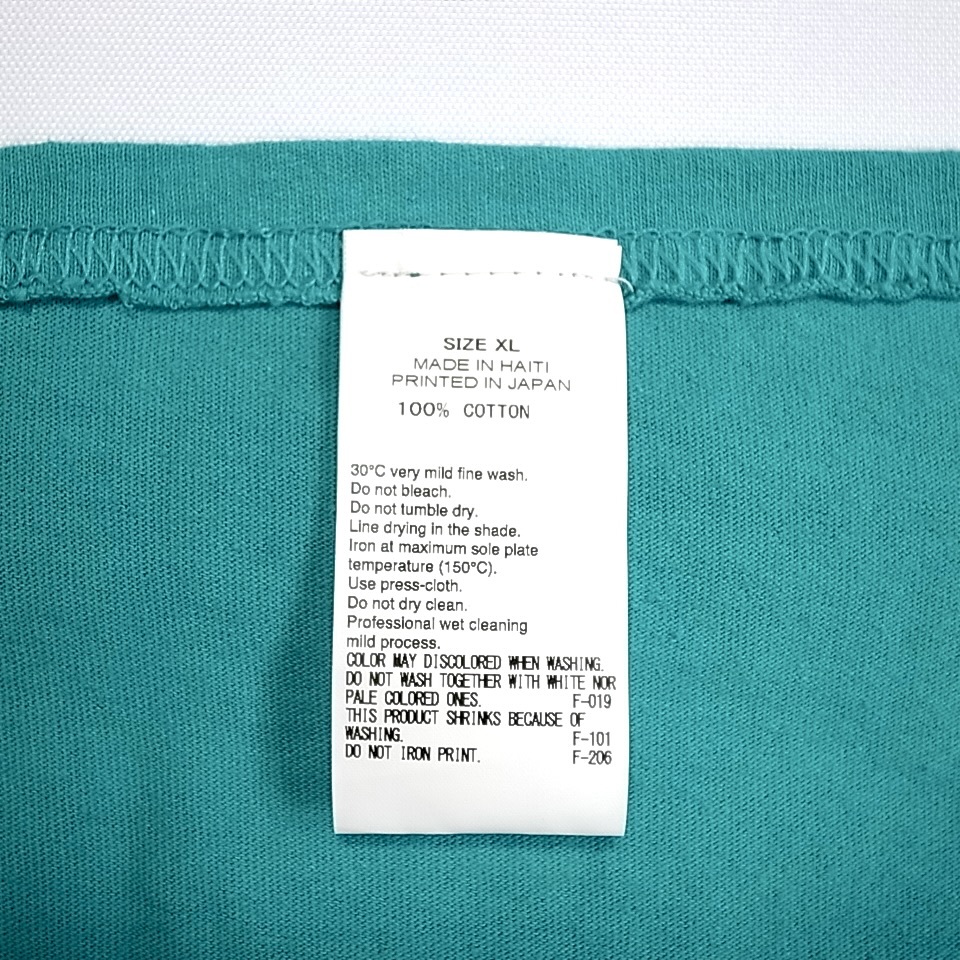 SIZE XL
MADE IN HAITI
PRINTED IN JAPAN
100% COTTON
30°C very mild fine wash.
Do not bleach.
Do not tumble dry.
Line drying in the shade.
Iron at maximum sole plate
temperature (150°C).
Use press-cloth.
Do not dry clean.
Professional wet cleaning
mild process.
COLOR MAY DISCOLORED WHEN WASHING.
DO NOT WASH TOGETHER WITH WHITE NOR
PALE COLORED ONES. F-019
THIS PRODUCT SHRINKS BECAUSE OF
WASHING. F-101
DO NOT IRON PRINT. F-206